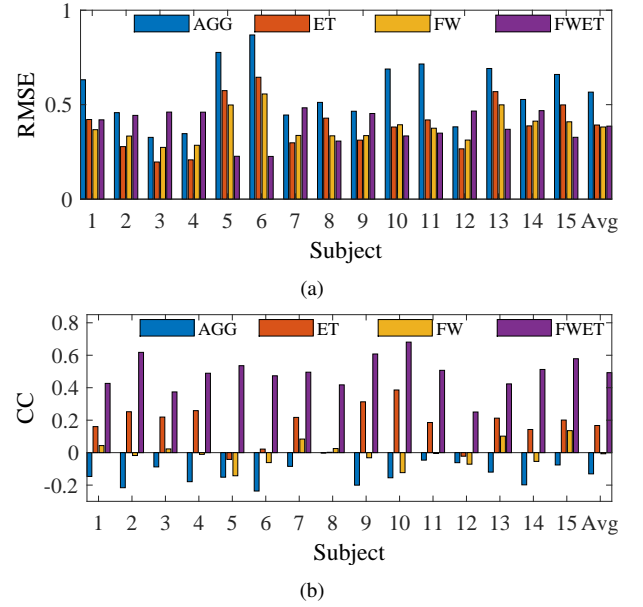 1
AGG ET FW FWET
0.5
0
RMSE
1 2 3 4 5 6 7 8 9 10 11 12 13 14 15 Avg
Subject
(a)
0.8
AGG ET FW FWET
0.6
0.4
0.2
0
-0.2
CC
1 2 3 4 5 6 7 8 9 10 11 12 13 14 15 Avg
Subject
(b)